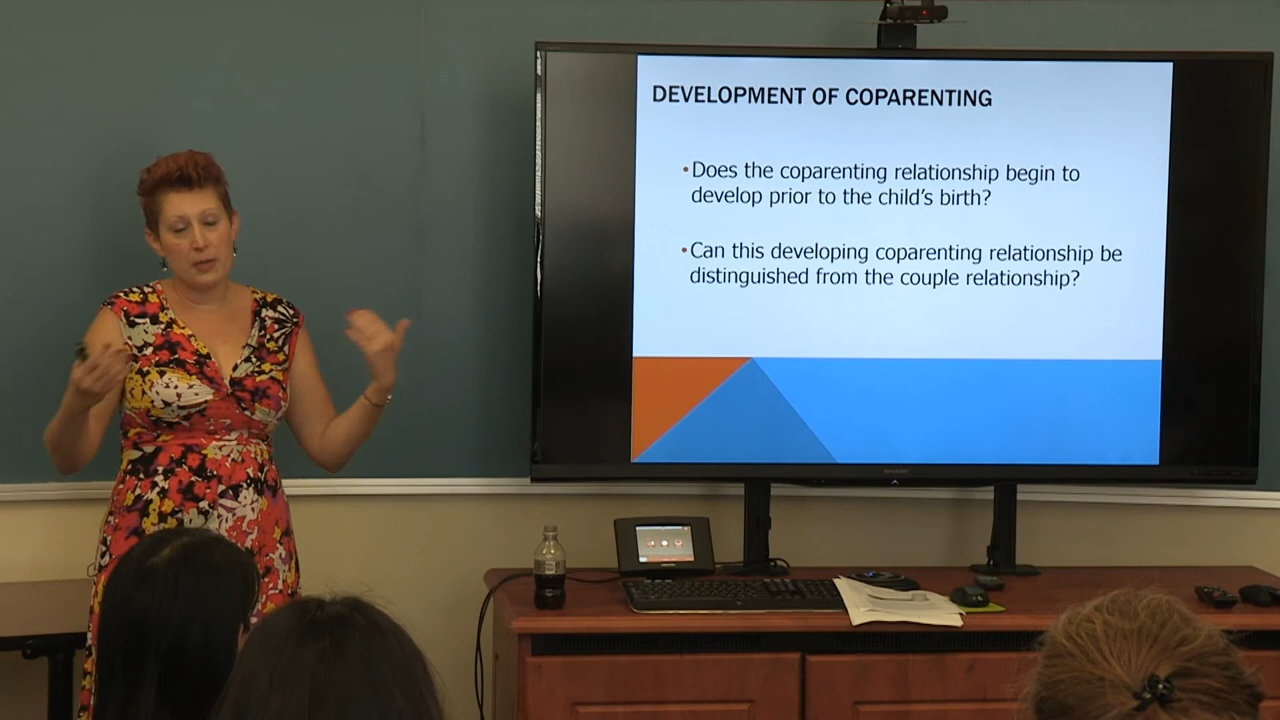 DEVELOPMENT OF COPARENTING
•Does the coparenting relationship begin to
develop prior to the child's birth?
•Can this developing coparenting relationship be
distinguished from the couple relationship?
SHARP